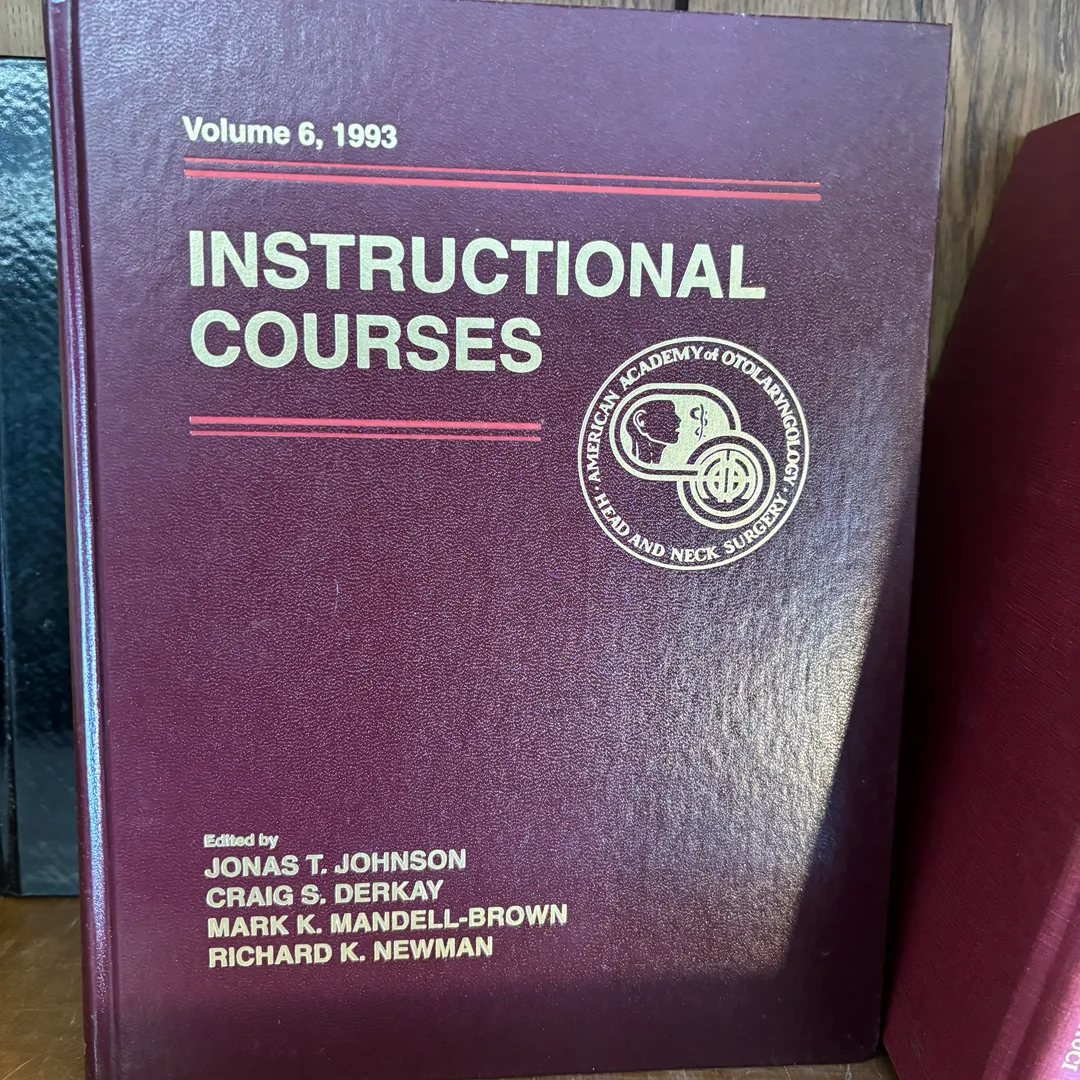 Volume 6, 1993
INSTRUCTIONAL
COURSES
AMERICAN ACADEMY of OTOLARYNGOLOGY
HEAD AND NECK SURGERY
Edited by
JONAS T. JOHNSON
CRAIG S. DERKAY
MARK K. MANDELL-BROWN
RICHARD K. NEWMAN